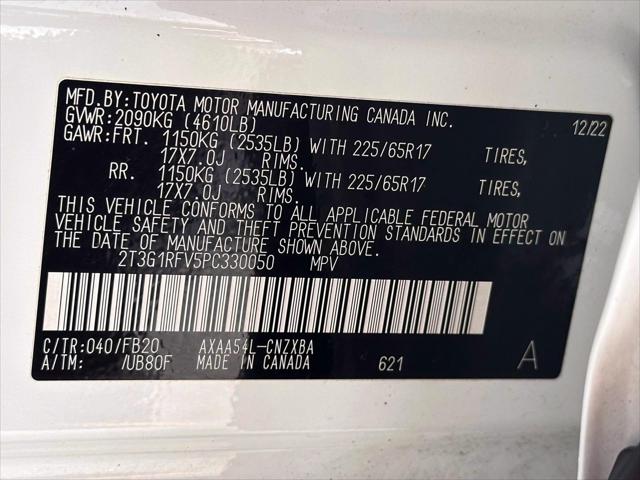 MFD.BY:TOYOTA MOTOR MANUFACTURING CANADA INC.
GVWR:2090KG (4610LB) 12/22
GAWR:FRT. 1150KG (2535LB) WITH 225/65R17 TIRES,
17X7.0J RIMS.
RR. 1150KG (2535LB) WITH 225/65R17 TIRES,
17X7.0J RIMS.
THIS VEHICLE CONFORMS TO ALL APPLICABLE FEDERAL MOTOR
VEHICLE SAFETY AND THEFT PREVENTION STANDARDS IN EFFECT ON
THE DATE OF MANUFACTURE SHOWN ABOVE.
2T3G1RFV5PC330050 MPV
C/TR:040/FB20 AXAA54L-CNZXBA
A/TM: /UB80F MADE IN CANADA 621 A